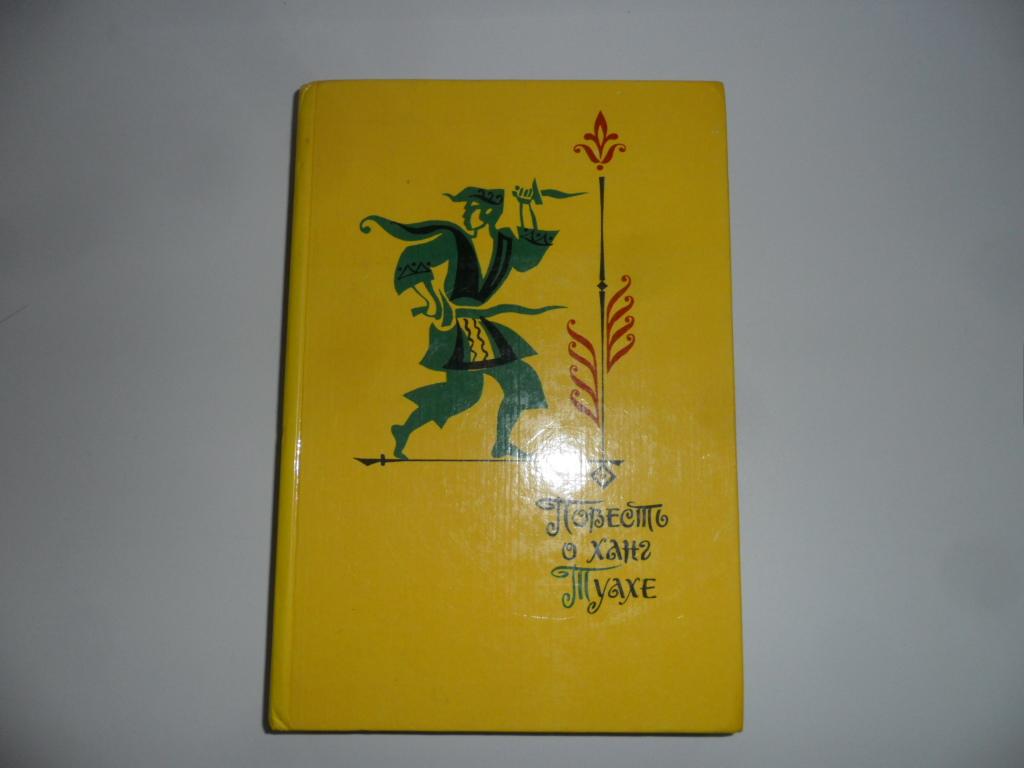 Повесть
о ханг
Туахе